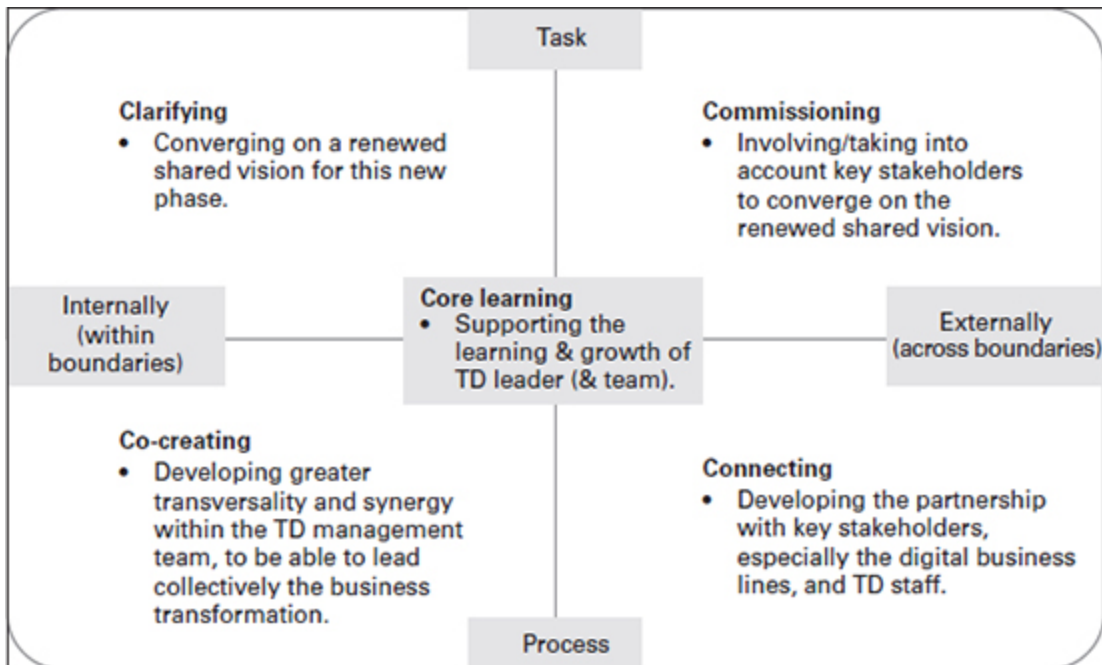 Task
Clarifying
• Converging on a renewed
shared vision for this new
phase.
Commissioning
• Involving/taking into
account key stakeholders
to converge on the
renewed shared vision.
Internally
(within
boundaries)
Core learning
• Supporting the
learning & growth of
TD leader (& team).
Externally
(across boundaries)
Co-creating
• Developing greater
transversality and synergy
within the TD management
team, to be able to lead
collectively the business
transformation.
Connecting
• Developing the partnership
with key stakeholders,
especially the digital business
lines, and TD staff.
Process